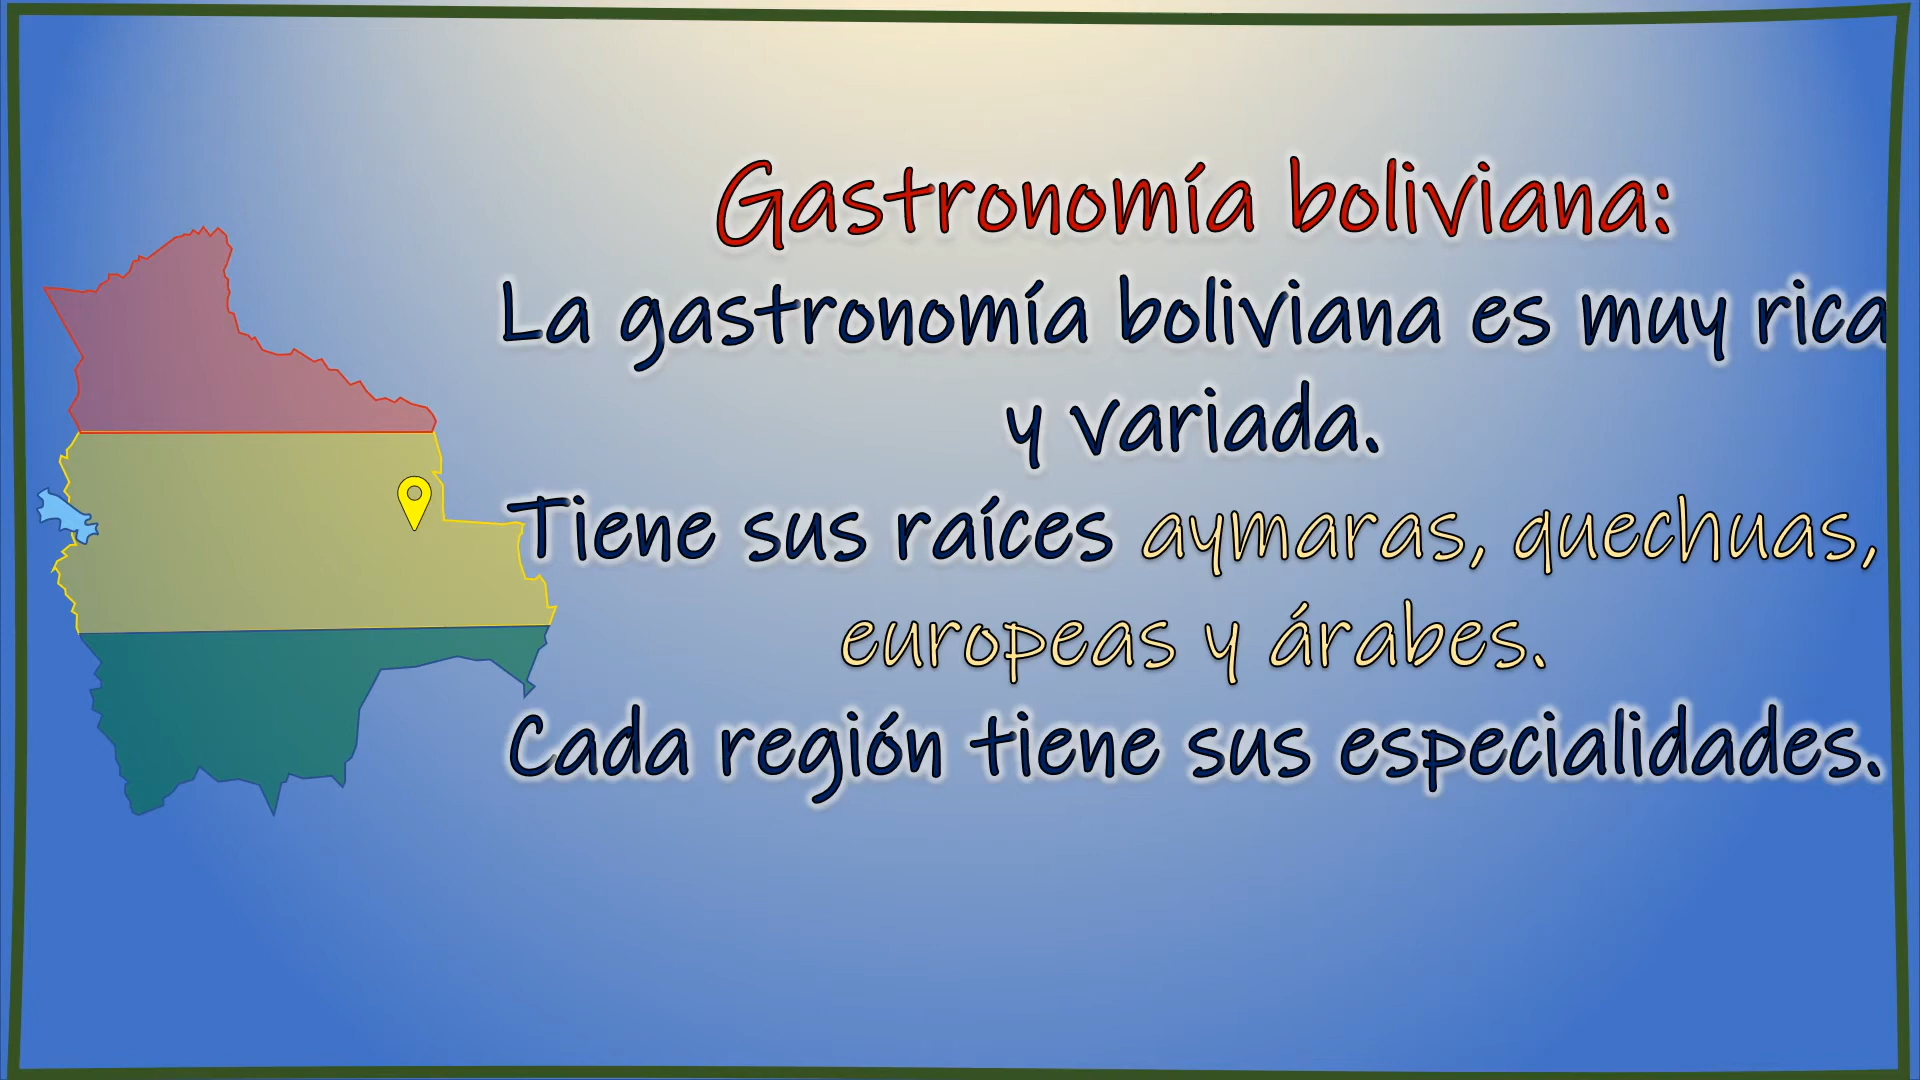 Gastronomía boliviana:
La gastronomía boliviana es muy rica
y variada.
Tiene sus raíces aymaras, quechuas,
europeas y árabes.
Cada región tiene sus especialidades.